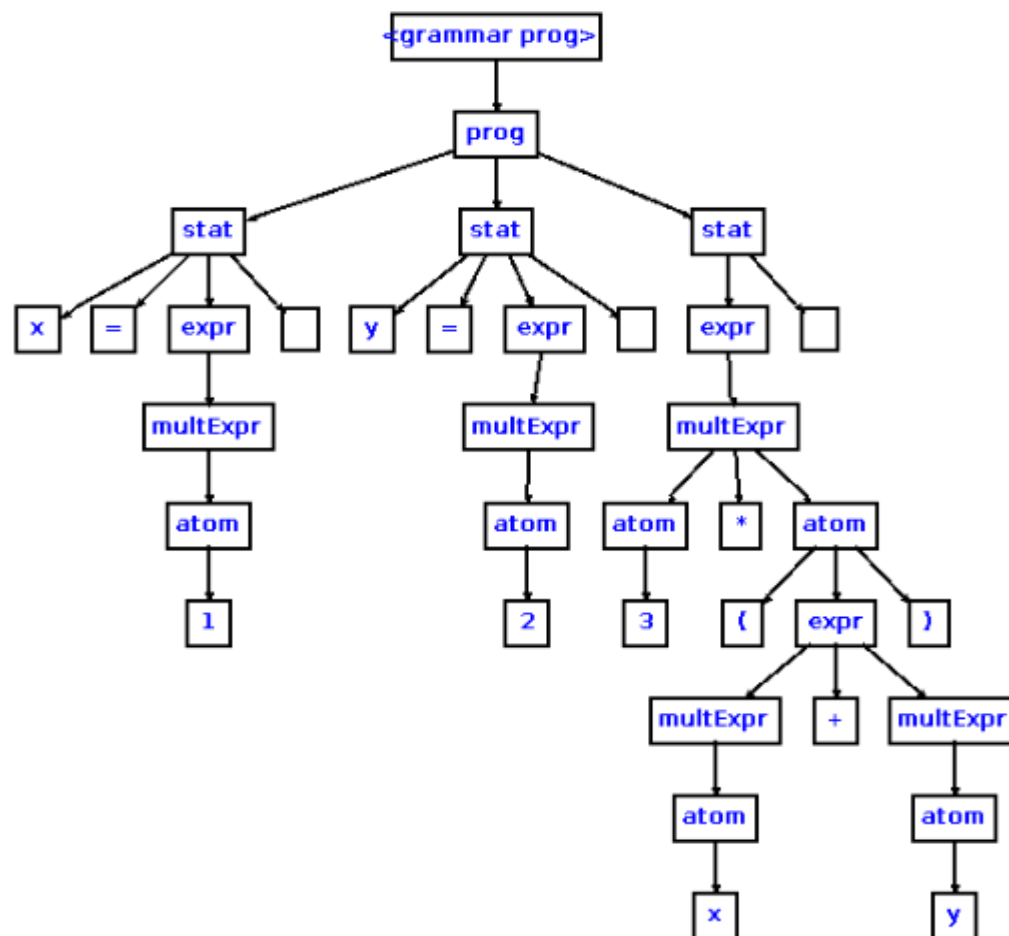 <grammar prog>
prog
stat stat stat
x = expr y = expr expr
multExpr multExpr multExpr
atom atom atom * atom
1 2 3 ( expr )
multExpr + multExpr
atom atom
x y